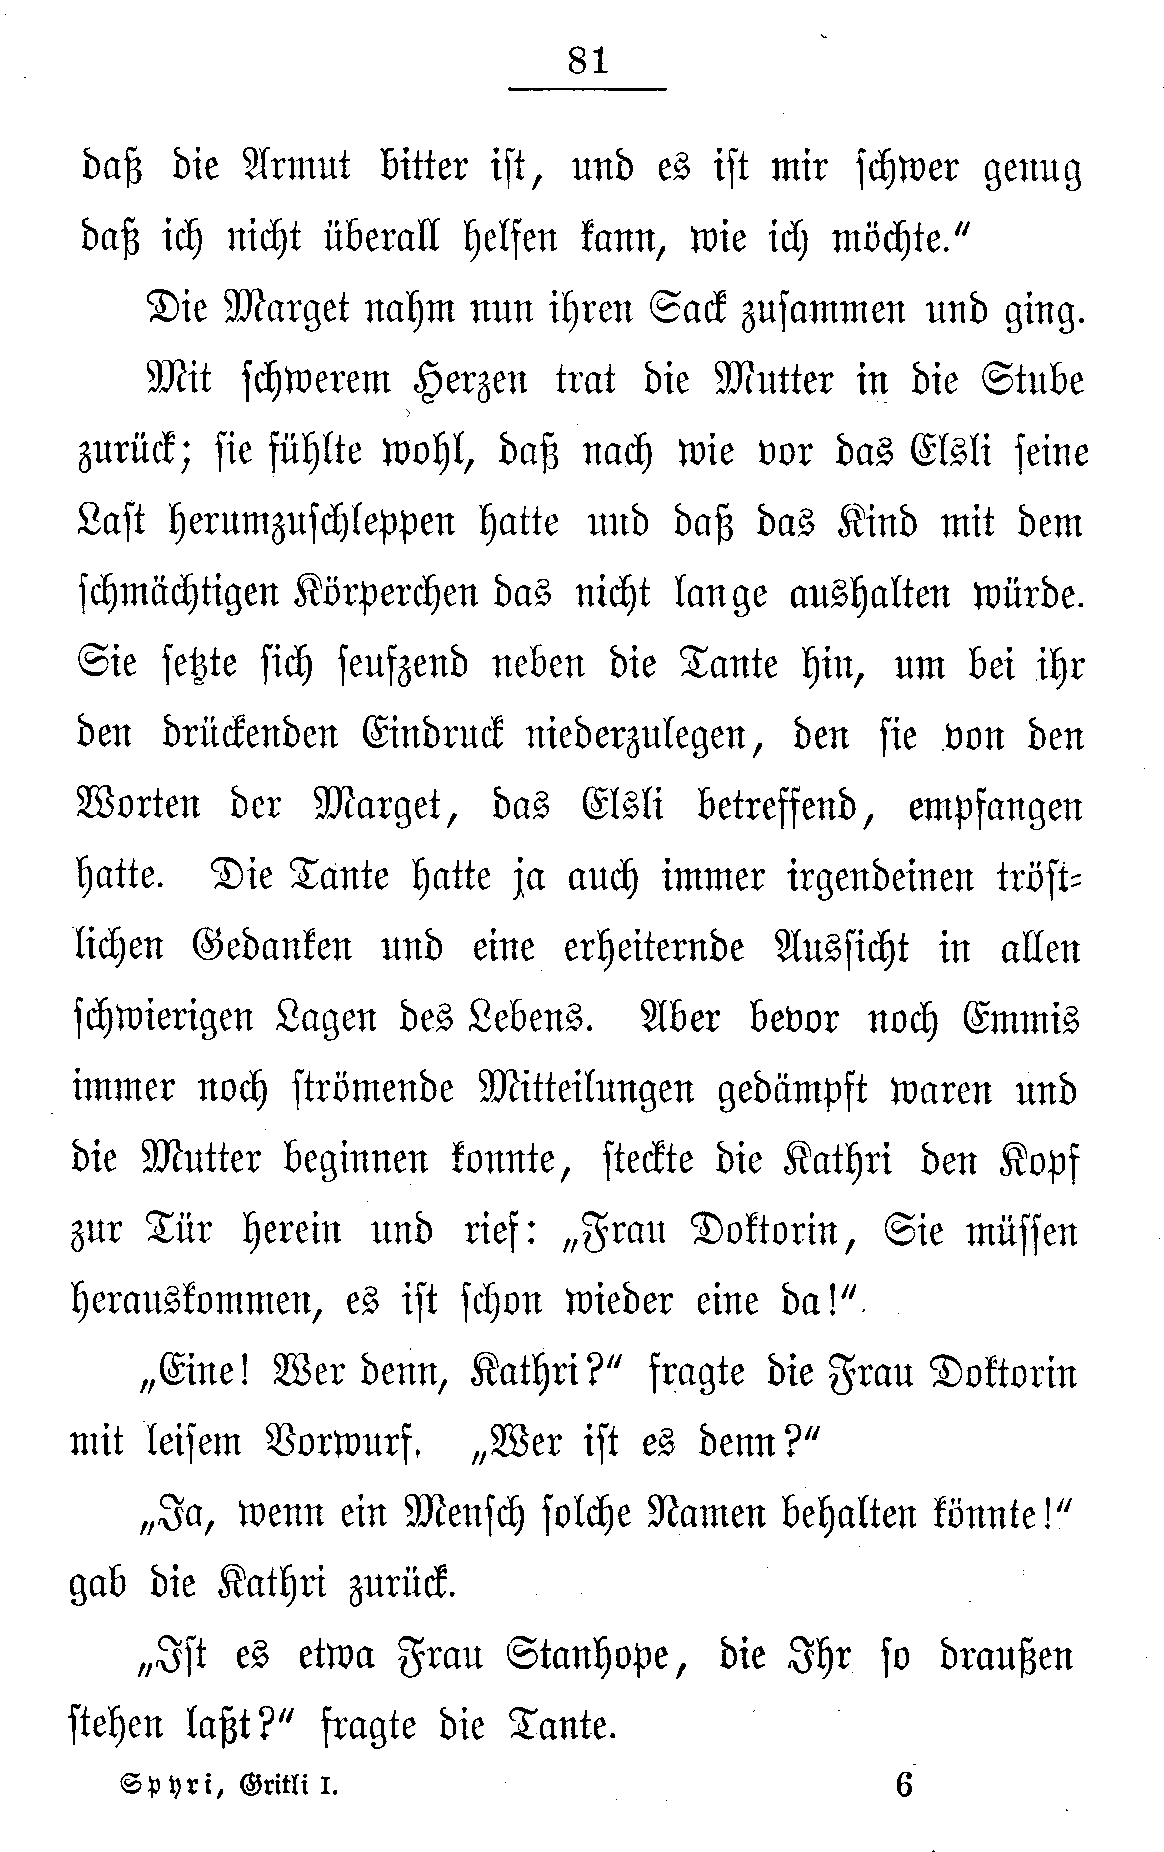 81
daß die Armut bitter ist, und es ist mir schwer genug
daß ich nicht überall helfen kann, wie ich möchte.“
Die Marget nahm nun ihren Sack zusammen und ging.
Mit schwerem Herzen trat die Mutter in die Stube
zurück; sie fühlte wohl, daß nach wie vor das Elsli seine
Last herumzuschleppen hatte und daß das Kind mit dem
schmächtigen Körperchen das nicht lange aushalten würde.
Sie setzte sich seufzend neben die Tante hin, um bei ihr
den drückenden Eindruck niederzulegen, den sie von den
Worten der Marget, das Elsli betreffend, empfangen
hatte. Die Tante hatte ja auch immer irgendeinen tröst-
lichen Gedanken und eine erheiternde Aussicht in allen
schwierigen Lagen des Lebens. Aber bevor noch Emmis
immer noch strömende Mitteilungen gedämpft waren und
die Mutter beginnen konnte, steckte die Kathri den Kopf
zur Tür herein und rief: „Frau Doktorin, Sie müssen
herauskommen, es ist schon wieder eine da!“.
„Eine! Wer denn, Kathri?“ fragte die Frau Doktorin
mit leisem Vorwurf. „Wer ist es denn?“
„Ja, wenn ein Mensch solche Namen behalten könnte!“
gab die Kathri zurück.
„Ist es etwa Frau Stanhope, die Ihr so draußen
stehen laßt?“ fragte die Tante.
Spyri, Gritli I. 6